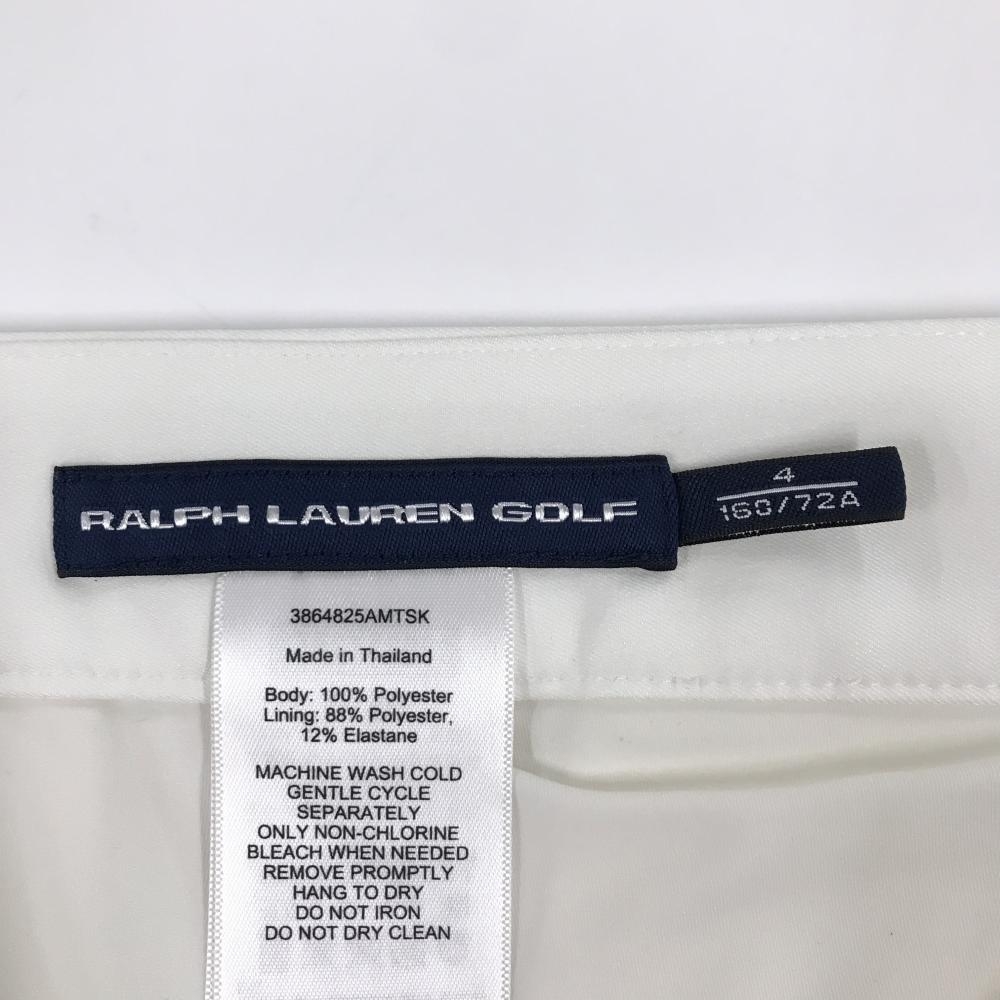 RALPH LAUREN GOLF
4
168/72A
3864825AMTSK
Made in Thailand
Body: 100% Polyester
Lining: 88% Polyester,
12% Elastane
MACHINE WASH COLD
GENTLE CYCLE
SEPARATELY
ONLY NON-CHLORINE
BLEACH WHEN NEEDED
REMOVE PROMPTLY
HANG TO DRY
DO NOT IRON
DO NOT DRY CLEAN